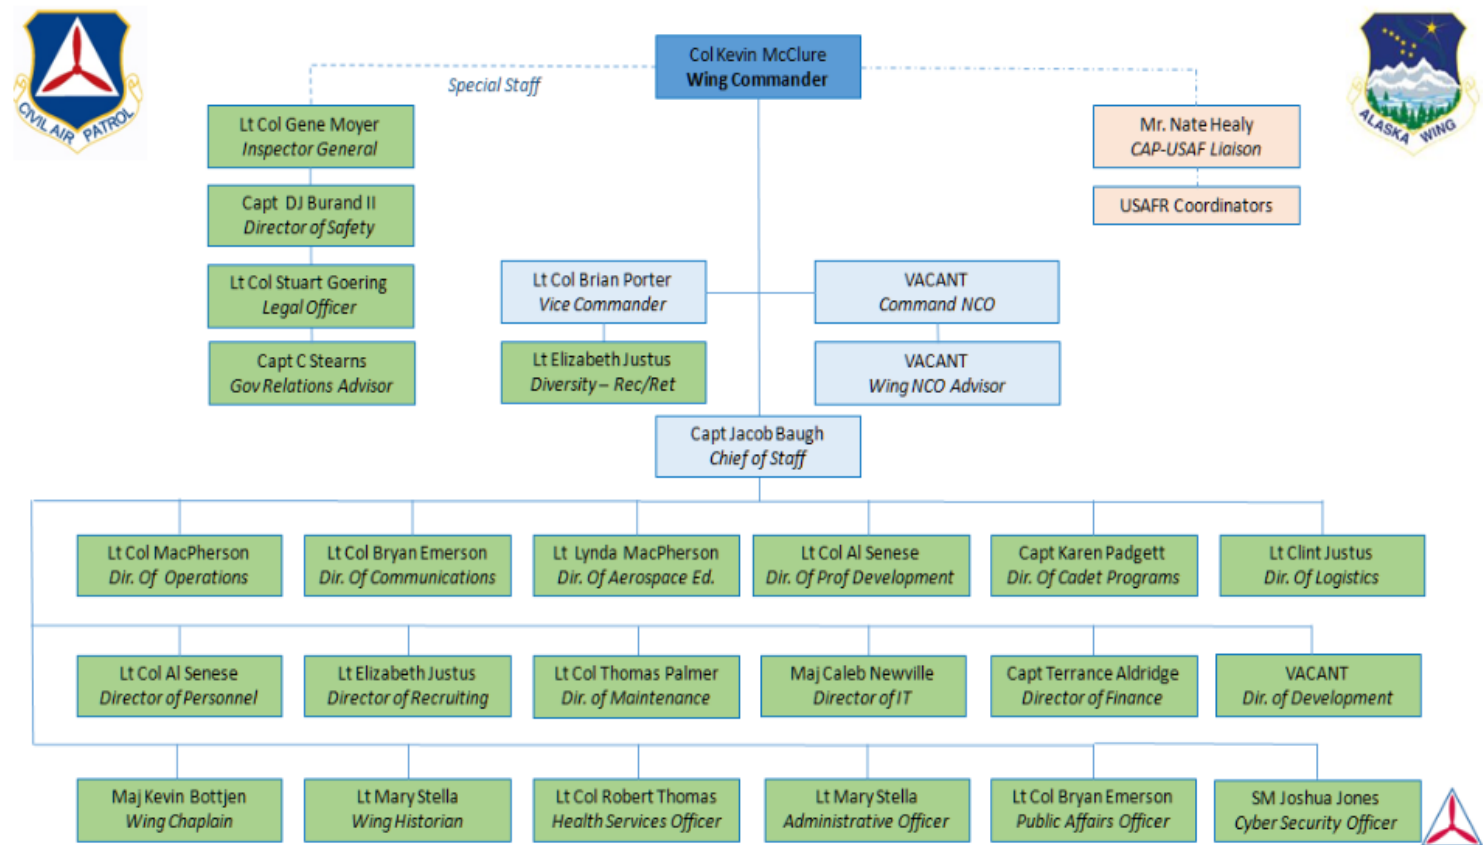 CIVIL AIR PATROL
Col Kevin McClure
Wing Commander
ALASKA WING
Special Staff
Lt Col Gene Moyer
Inspector General
Mr. Nate Healy
CAP-USAF Liaison
Capt DJ Burand II
Director of Safety
USAFR Coordinators
Lt Col Stuart Goering
Legal Officer
Lt Col Brian Porter
Vice Commander
VACANT
Command NCO
Capt C Stearns
Gov Relations Advisor
Lt Elizabeth Justus
Diversity – Rec/Ret
VACANT
Wing NCO Advisor
Capt Jacob Baugh
Chief of Staff
Lt Col MacPherson
Dir. Of Operations
Lt Col Bryan Emerson
Dir. Of Communications
Lt Lynda MacPherson
Dir. Of Aerospace Ed.
Lt Col Al Senese
Dir. Of Prof Development
Capt Karen Padgett
Dir. Of Cadet Programs
Lt Clint Justus
Dir. Of Logistics
Lt Col Al Senese
Director of Personnel
Lt Elizabeth Justus
Director of Recruiting
Lt Col Thomas Palmer
Dir. of Maintenance
Maj Caleb Newville
Director of IT
Capt Terrance Aldridge
Director of Finance
VACANT
Dir. of Development
Maj Kevin Bottjen
Wing Chaplain
Lt Mary Stella
Wing Historian
Lt Col Robert Thomas
Health Services Officer
Lt Mary Stella
Administrative Officer
Lt Col Bryan Emerson
Public Affairs Officer
SM Joshua Jones
Cyber Security Officer